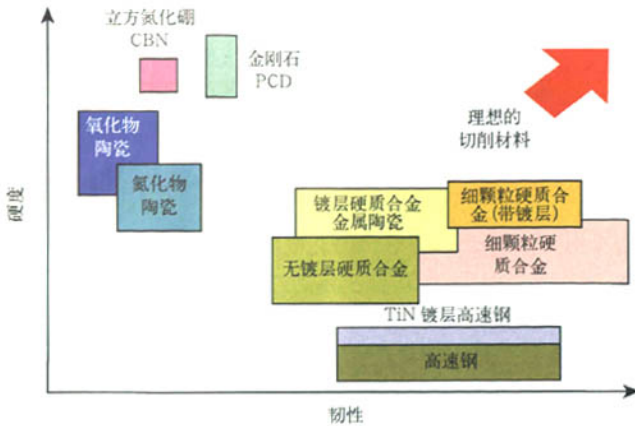 立方氮化硼
CBN
金刚石
PCD
氧化物
陶瓷
氮化物
陶瓷
理想的
切削材料
镀层硬质合金
金属陶瓷
细颗粒硬质合
金(带镀层)
无镀层硬质合金
细颗粒硬
质合金
TiN 镀层高速钢
高速钢
硬度
韧性